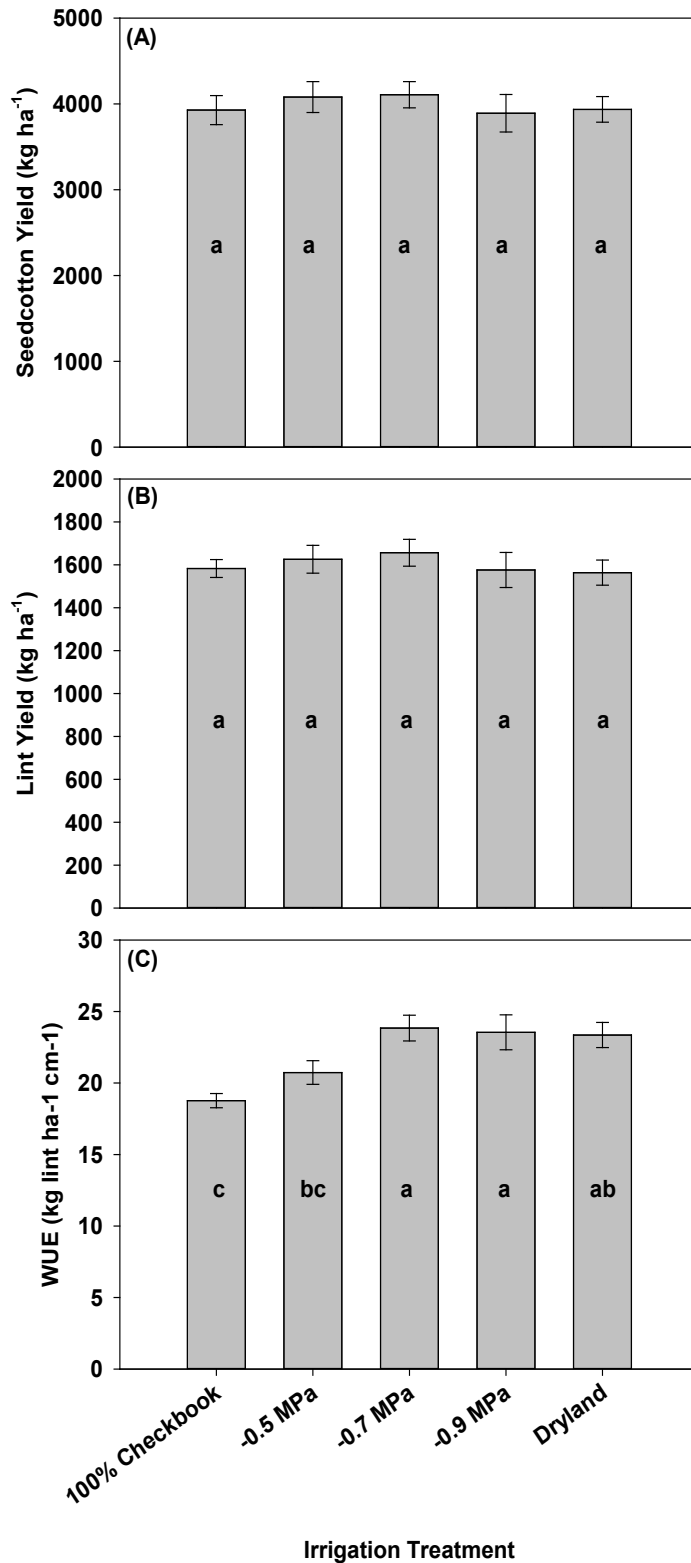 (A)
Seedcotton Yield (kg ha-1)
5000
4000
3000
2000
1000
0
a a a a a
(B)
Lint Yield (kg ha-1)
2000
1800
1600
1400
1200
1000
800
600
400
200
0
a a a a a
(C)
WUE (kg lint ha-1 cm-1)
30
25
20
15
10
5
0
c bc a a ab
100% Checkbook
-0.5 MPa
-0.7 MPa
-0.9 MPa
Dryland
Irrigation Treatment